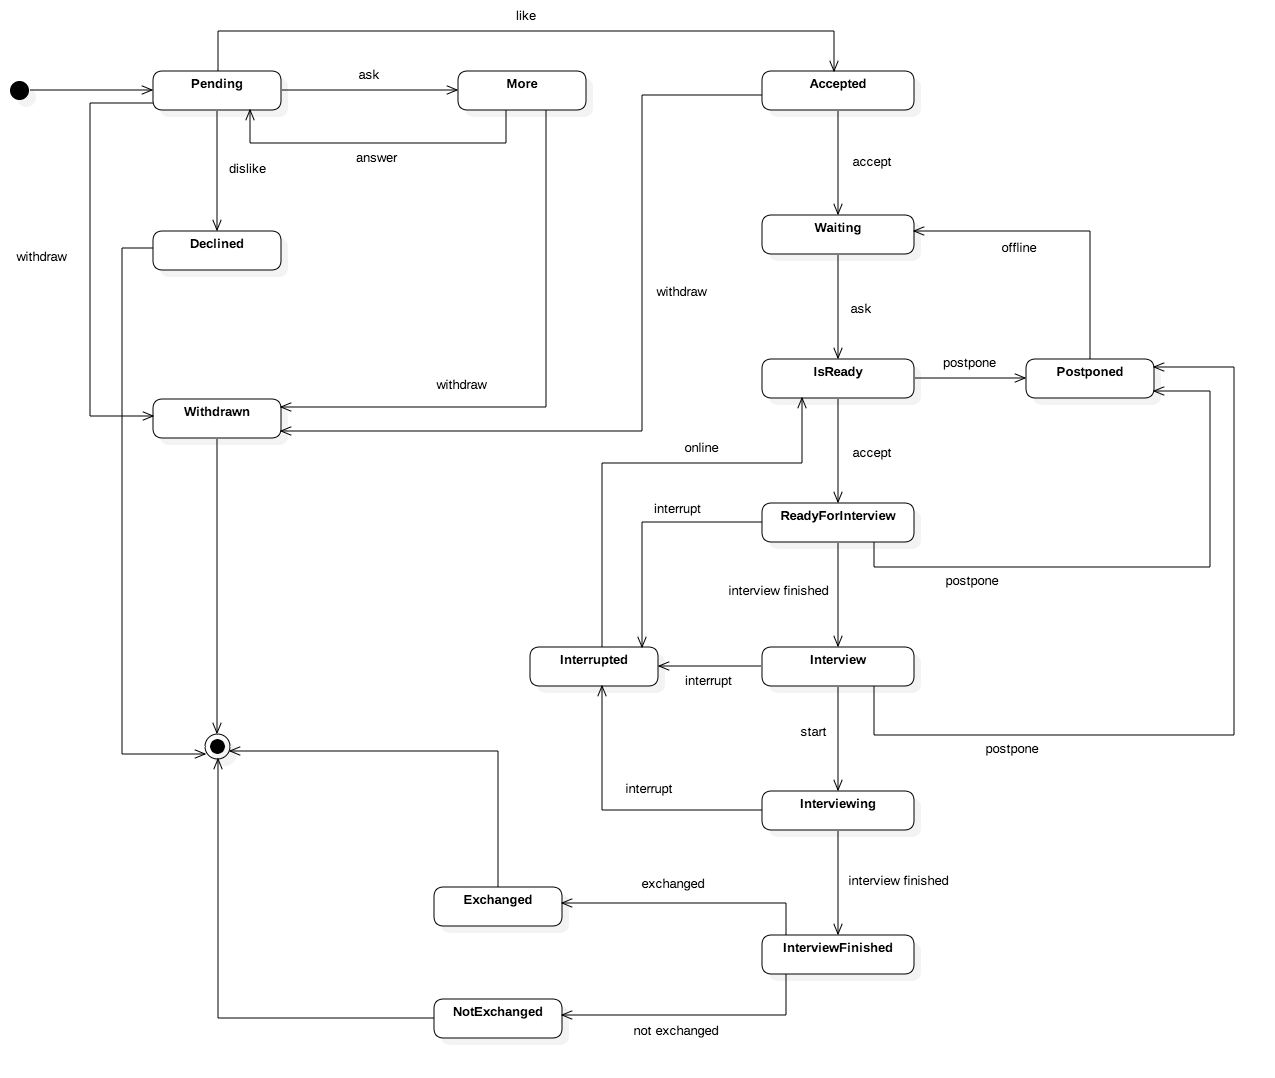 like
Pending
ask
More
Accepted
answer
accept
dislike
Waiting
Declined
offline
withdraw
withdraw
ask
postpone
IsReady
Postponed
withdraw
Withdrawn
online
accept
interrupt
ReadyForInterview
postpone
interview finished
Interrupted
Interview
interrupt
start
postpone
interrupt
Interviewing
exchanged
interview finished
Exchanged
InterviewFinished
NotExchanged
not exchanged